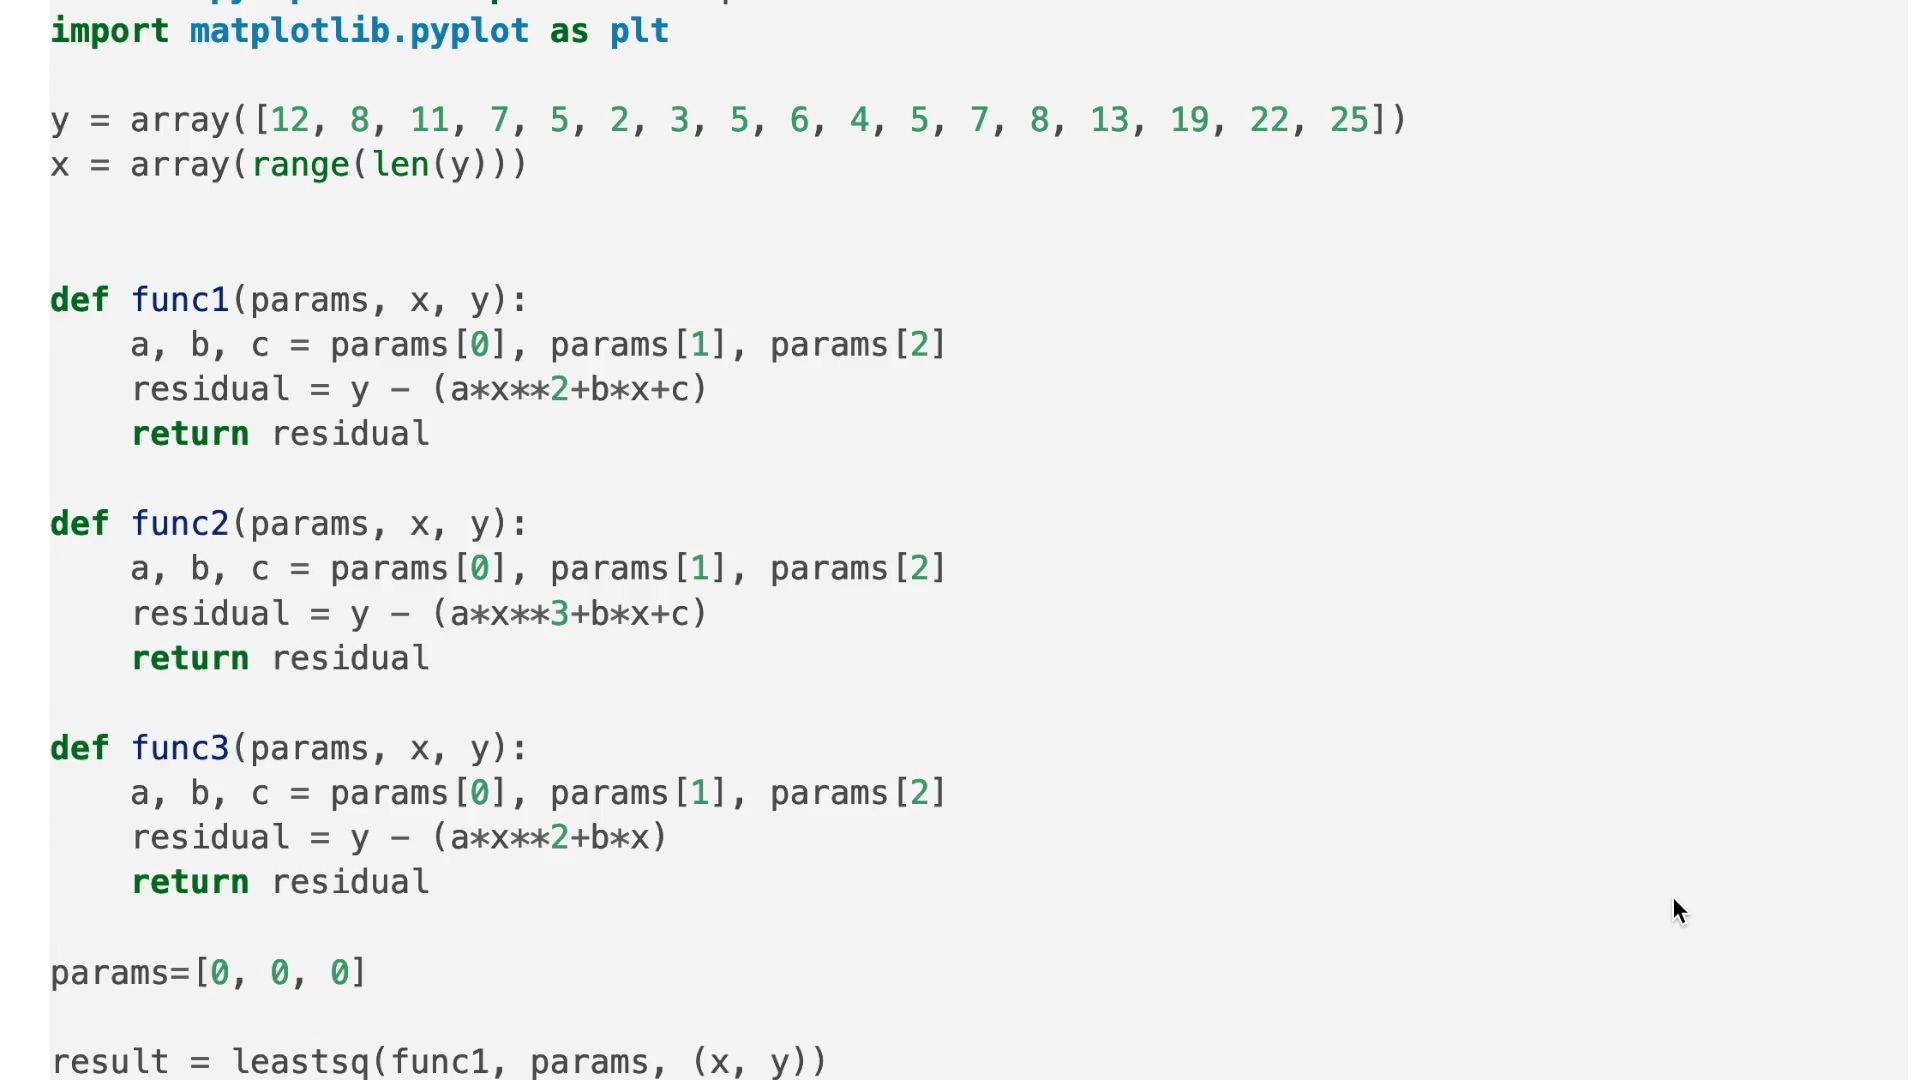 import matplotlib.pyplot as plt
y = array([12, 8, 11, 7, 5, 2, 3, 5, 6, 4, 5, 7, 8, 13, 19, 22, 25])
x = array(range(len(y)))
def func1(params, x, y):
    a, b, c = params[0], params[1], params[2]
    residual = y - (a*x**2+b*x+c)
    return residual
def func2(params, x, y):
    a, b, c = params[0], params[1], params[2]
    residual = y - (a*x**3+b*x+c)
    return residual
def func3(params, x, y):
    a, b, c = params[0], params[1], params[2]
    residual = y - (a*x**2+b*x)
    return residual
params=[0, 0, 0]
result = leastsq(func1, params, (x, y))